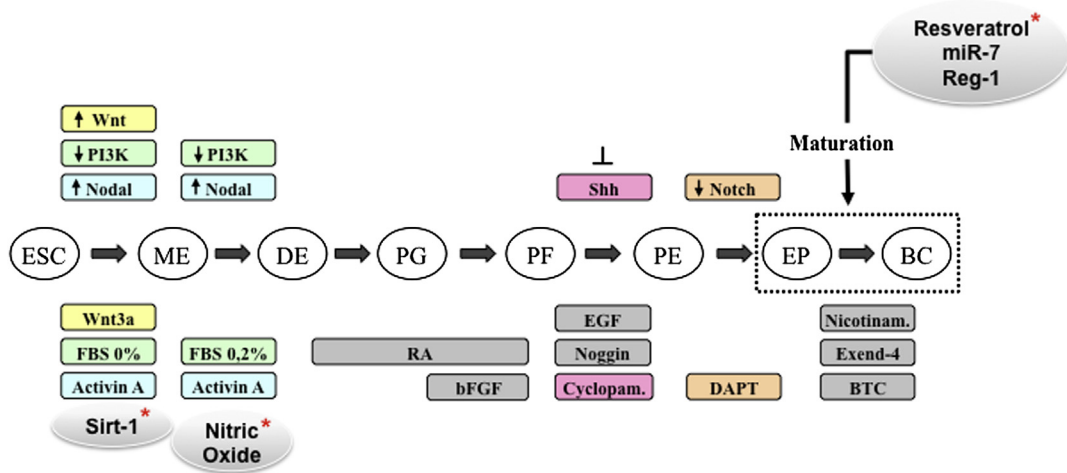 Resveratrol*
miR-7
Reg-1
↑ Wnt
↓ PI3K
↓ PI3K
Maturation
↑ Nodal
↑ Nodal
⊥
Shh
↓ Notch
ESC
ME
DE
PG
PF
PE
EP
BC
Wnt3a
EGF
Nicotinam.
FBS 0%
FBS 0,2%
RA
Noggin
Exend-4
Activin A
Activin A
bFGF
Cyclopam.
DAPT
BTC
Sirt-1*
Nitric*
Oxide